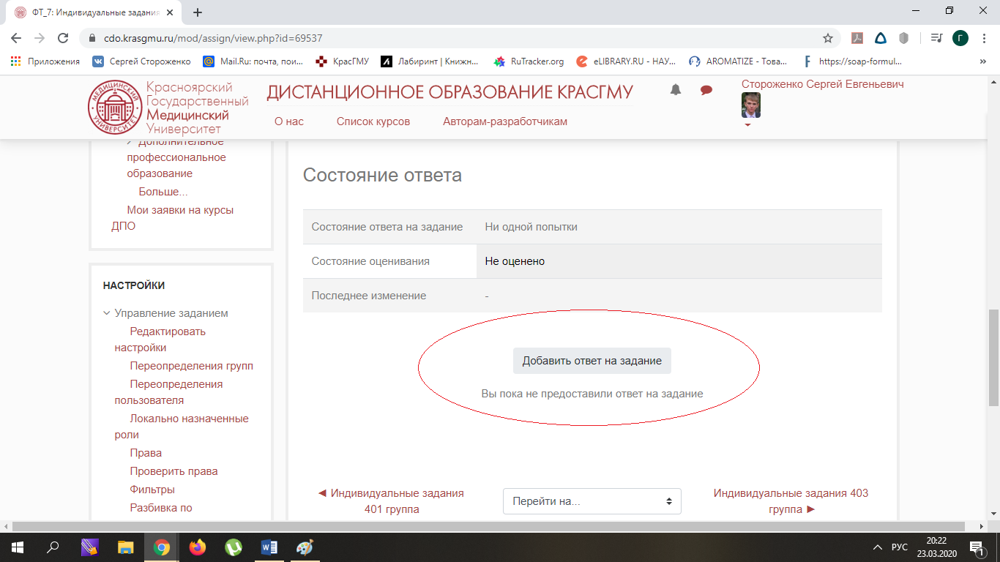 ФТ_7: Индивидуальные задания
cdo.krasgmu.ru/mod/assign/view.php?id=69537
Г
Приложения
Сергей Стороженко
Mail.Ru: почта, пои...
КрасГМУ
Лабиринт | Книжн...
RuTracker.org
eLIBRARY.RU - НАУ...
AROMATIZE - Това...
https://soap-formul...
»
Красноярский
Государственный
Медицинский
Университет
ДИСТАНЦИОННОЕ ОБРАЗОВАНИЕ КРАСГМУ
О нас
Список курсов
Авторам-разработчикам
Стороженко Сергей Евгеньевич
Дополнительное
профессиональное
образование
Больше...
Мои заявки на курсы
ДПО
НАСТРОЙКИ
Управление заданием
Редактировать
настройки
Переопределения групп
Переопределения
пользователя
Локально назначенные
роли
Права
Проверить права
Фильтры
Разбивка по
Состояние ответа
Состояние ответа на задание Ни одной попытки
Состояние оценивания Не оценено
Последнее изменение -
Добавить ответ на задание
Вы пока не предоставили ответ на задание
◄ Индивидуальные задания
401 группа
Перейти на...
Индивидуальные задания 403
группа ►
РУС
20:22
23.03.2020
1